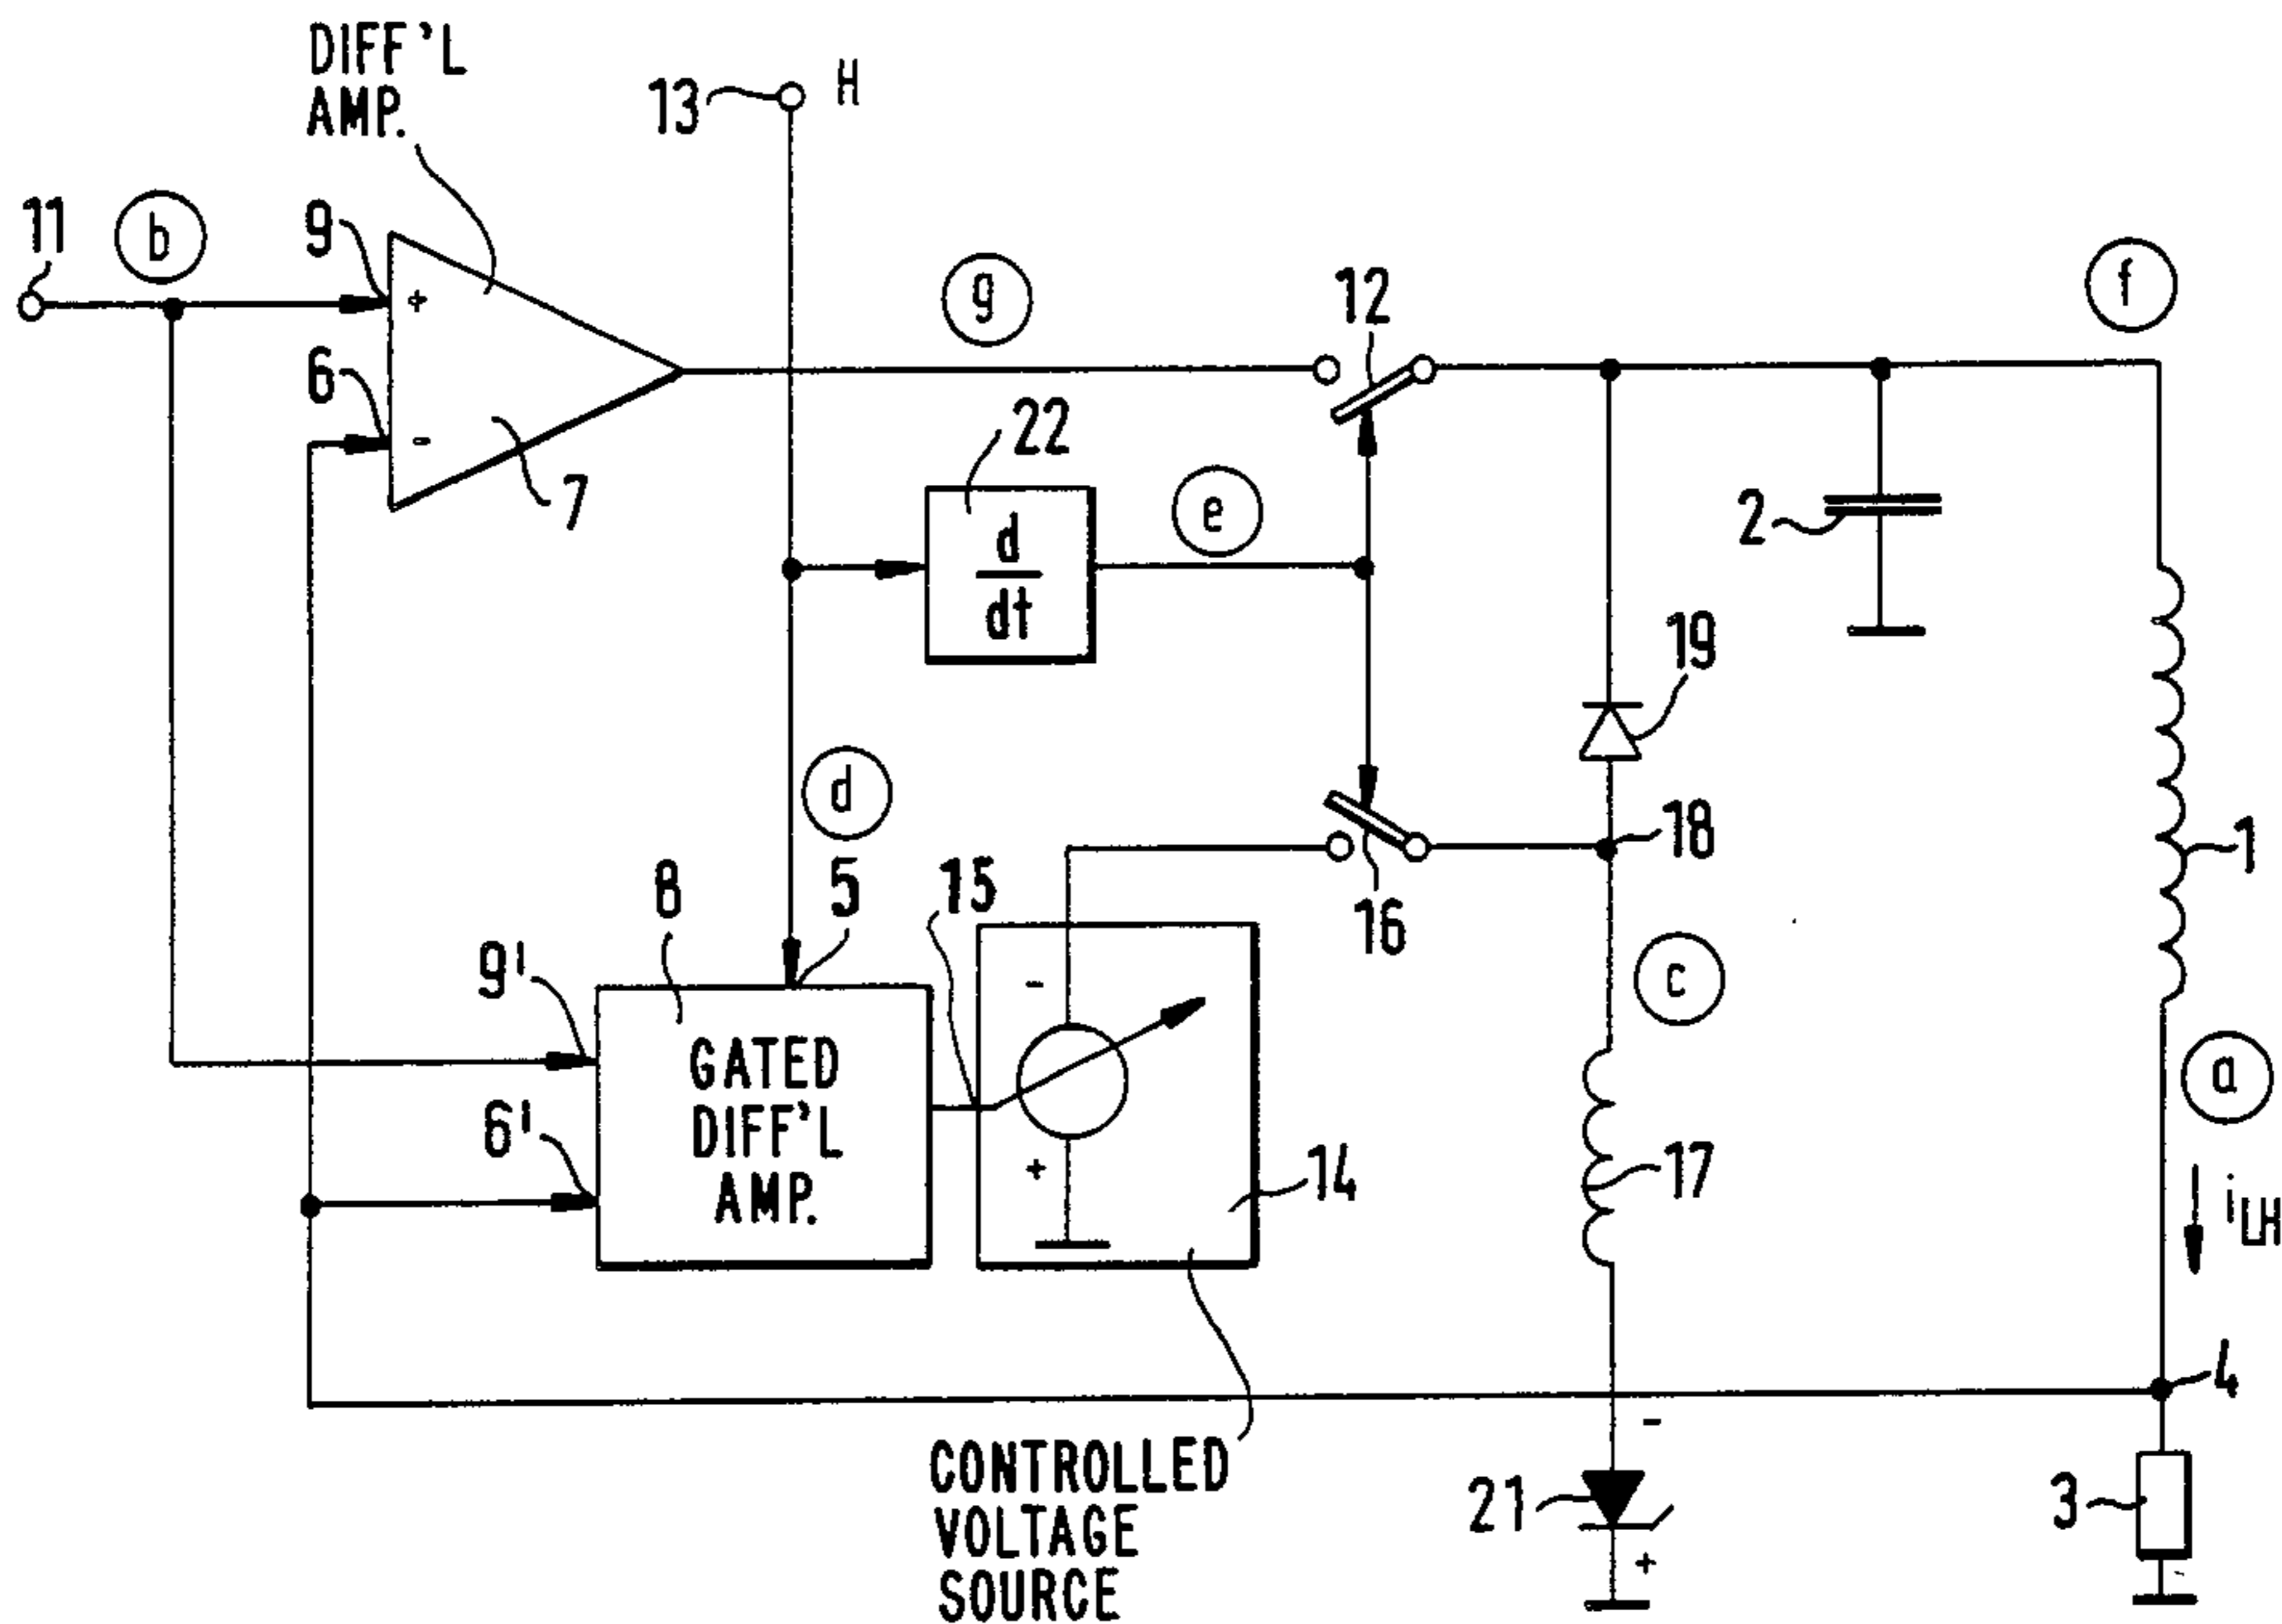 DIFF'L
AMP.
13
H
11
b
9
+
6
-
7
g
12
f
22
d
dt
e
2
19
d
8
5
15
16
18
1
9'
6'
GATED
DIFF'L
AMP.
-
+
14
c
17
a
iLH
4
CONTROLLED
VOLTAGE
SOURCE
-
21
+
3